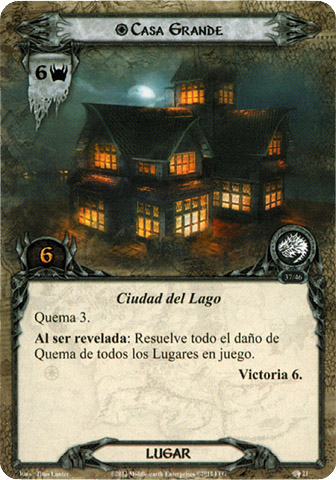 Casa Grande
6
6
37/46
Ciudad del Lago
Quema 3.
Al ser revelada: Resuelve todo el daño de
Quema de todos los Lugares en juego.
Victoria 6.
LUGAR
21